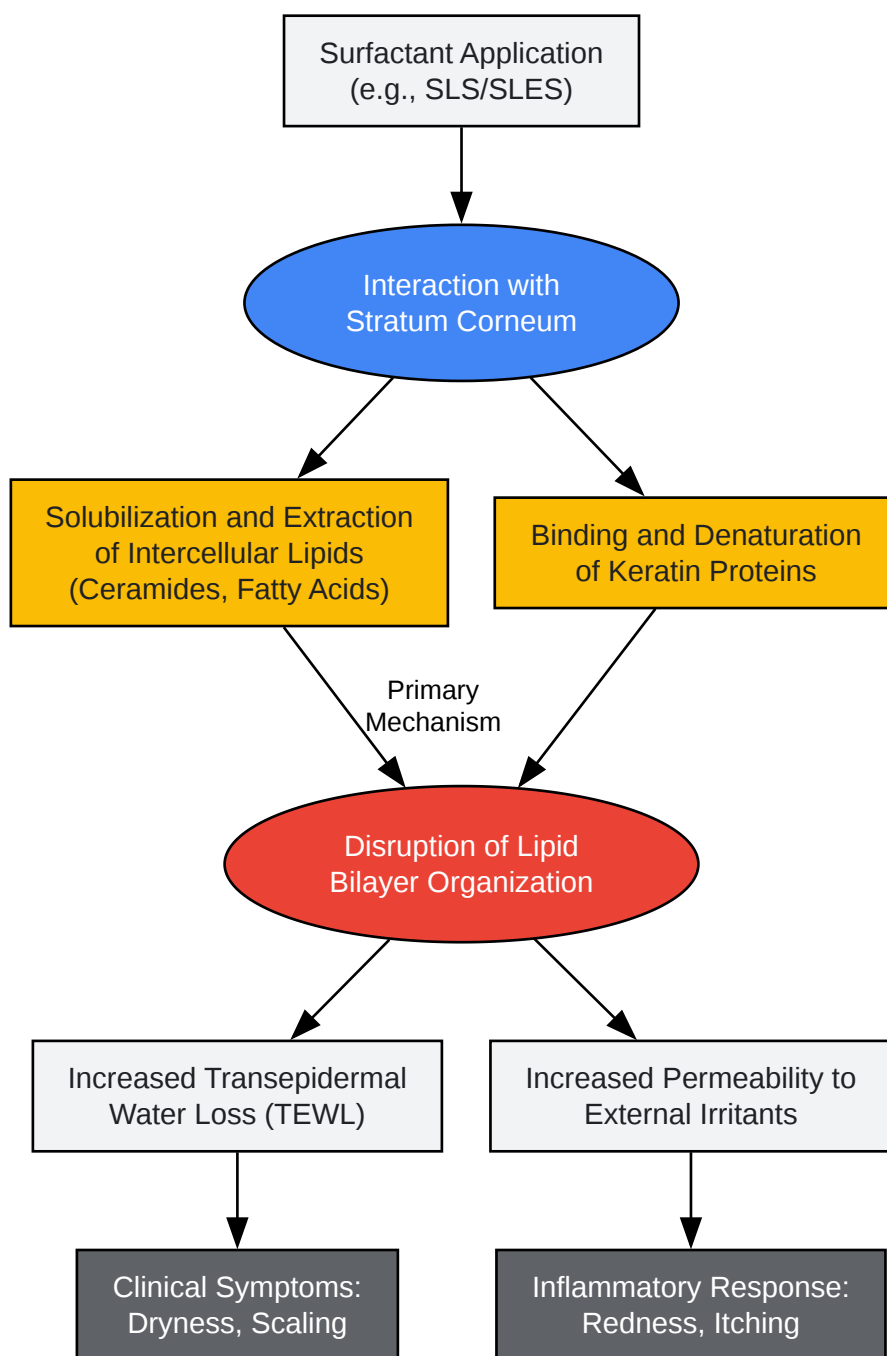 Surfactant Application
(e.g., SLS/SLES)
Interaction with
Stratum Corneum
Solubilization and Extraction
of Intercellular Lipids
(Ceramides, Fatty Acids)
Binding and Denaturation
of Keratin Proteins
Primary
Mechanism
Disruption of Lipid
Bilayer Organization
Increased Transepidermal
Water Loss (TEWL)
Increased Permeability to
External Irritants
Clinical Symptoms:
Dryness, Scaling
Inflammatory Response:
Redness, Itching